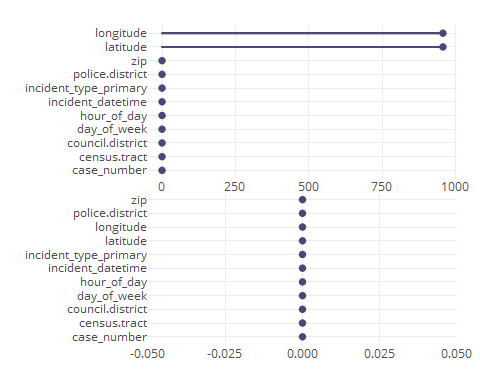 longitude
latitude
zip
police.district
incident_type_primary
incident_datetime
hour_of_day
day_of_week
council.district
census.tract
case_number
0 250 500 750 1000
zip
police.district
longitude
latitude
incident_type_primary
incident_datetime
hour_of_day
day_of_week
council.district
census.tract
case_number
-0.050 -0.025 0.000 0.025 0.050